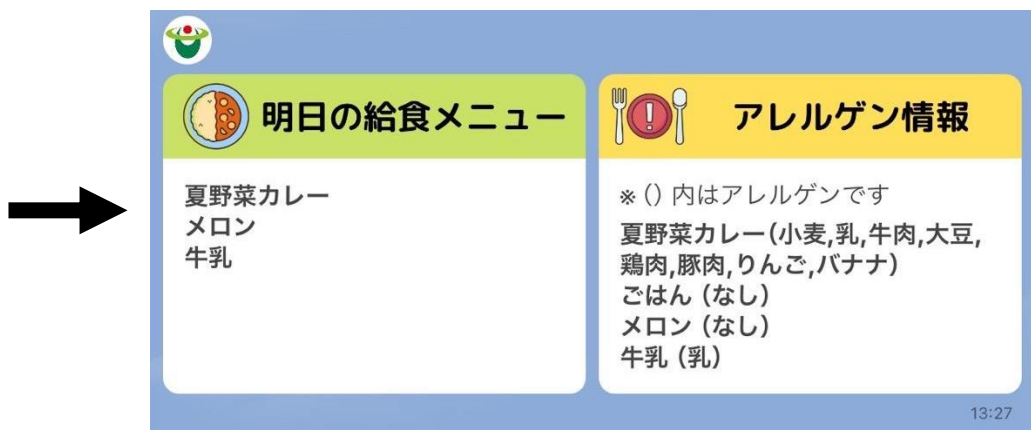 明日の給食メニュー
夏野菜カレー
メロン
牛乳
アレルゲン情報
※ () 内はアレルゲンです
夏野菜カレー(小麦,乳,牛肉,大豆,
鶏肉,豚肉,りんご,バナナ)
ごはん (なし)
メロン (なし)
牛乳 (乳)
13:27